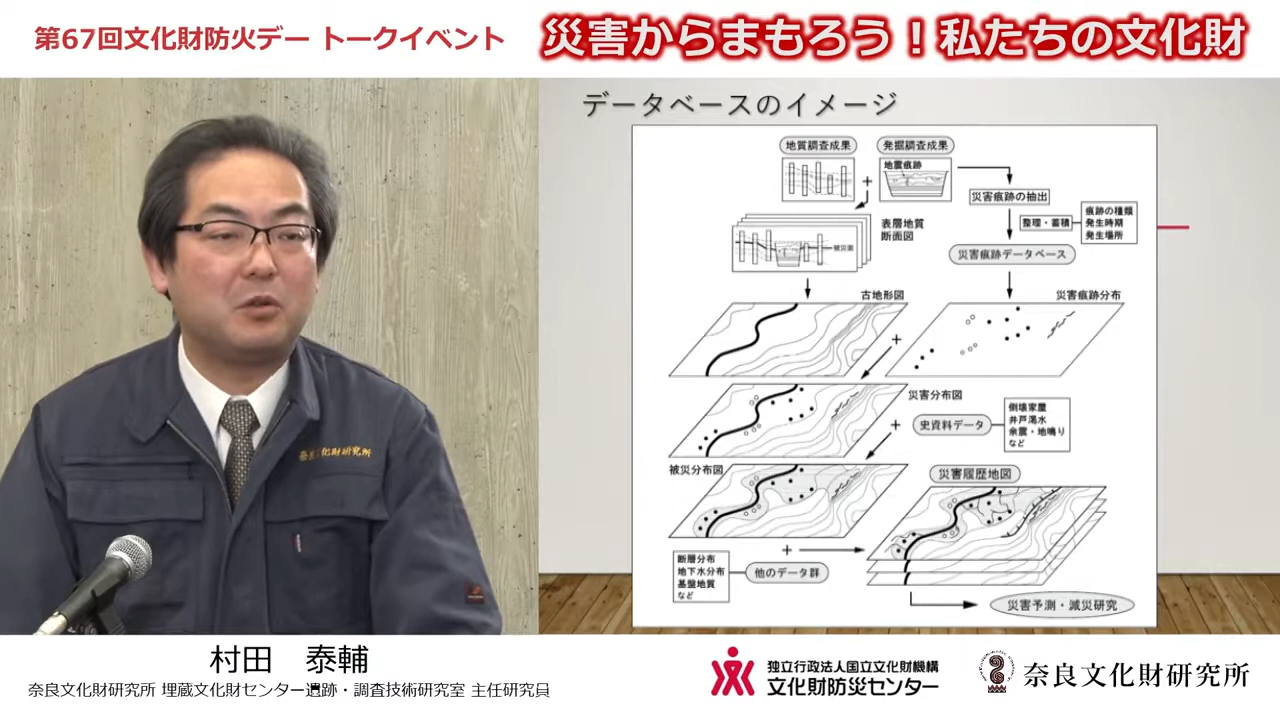 第67回文化財防火デー トークイベント
災害からまもろう！私たちの文化財
データベースのイメージ
地質調査成果
発掘調査成果
地震痕跡
災害痕跡の抽出
整理・蓄積
痕跡の種類
発生時期
発生場所
表層地質
断面図
被災面
災害痕跡データベース
古地形図
災害痕跡分布
災害分布図
史資料データ
倒壊家屋
井戸渇水
余震・地鳴り
など
被災分布図
災害履歴地図
断層分布
地下水分布
基盤地質
など
他のデータ群
災害予測・減災研究
奈良文化財研究所
村田　泰輔
奈良文化財研究所 埋蔵文化財センター遺跡・調査技術研究室 主任研究員
独立行政法人国立文化財機構
文化財防災センター
奈良文化財研究所